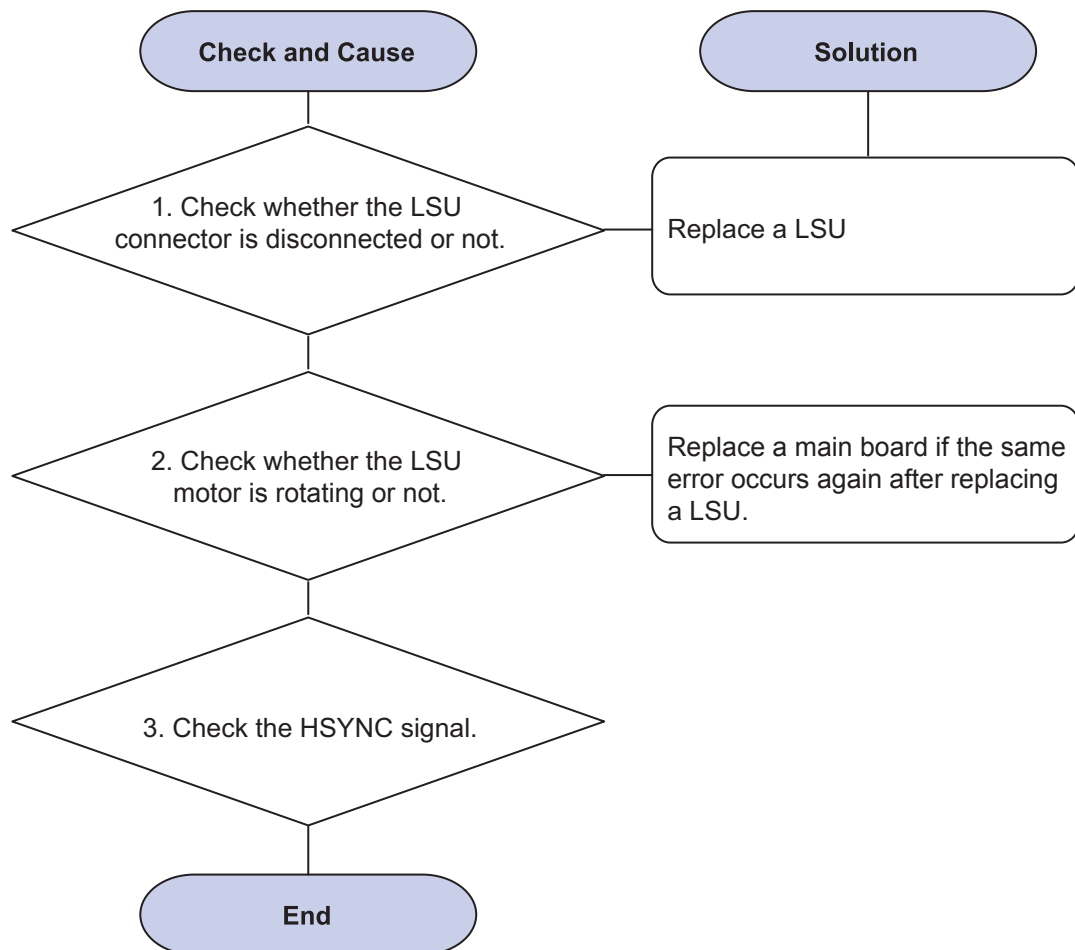 Check and Cause
Solution
1. Check whether the LSU
connector is disconnected or not.
Replace a LSU
2. Check whether the LSU
motor is rotating or not.
Replace a main board if the same
error occurs again after replacing
a LSU.
3. Check the HSYNC signal.
End